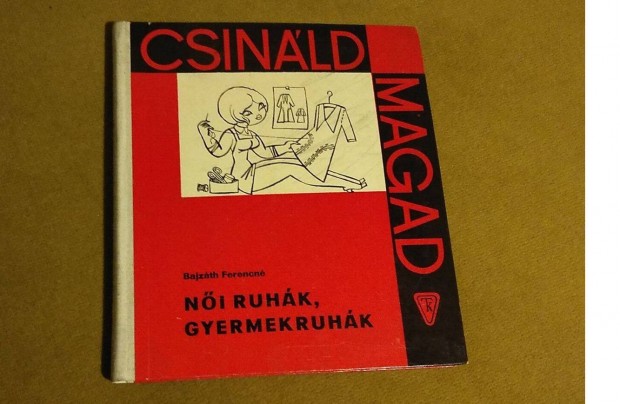 CSINÁLD
MAGAD
Bajzáth Ferencné
NŐI RUHÁK,
GYERMEKRUHÁK